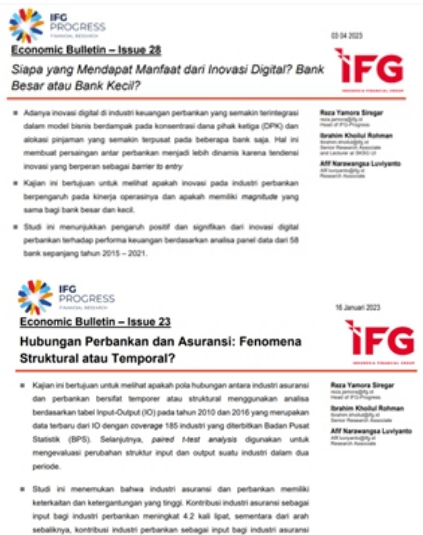 IFG
PROGRESS
FINANCIAL RESEARCH
03 04 2023
Economic Bulletin – Issue 28
Siapa yang Mendapat Manfaat dari Inovasi Digital? Bank
Besar atau Bank Kecil?
IFG
Adanya inovasi digital di industri keuangan perbankan yang semakin terintegrasi
dalam model bisnis berdampak pada konsentrasi dana pihak ketiga (DPK) dan
alokasi pinjaman yang semakin terpusat pada beberapa bank saja. Hal ini
membuat persaingan antar perbankan menjadi lebih dinamis karena tendensi
inovasi yang berperan sebagai barrier to entry
Kajian ini bertujuan untuk melihat apakah inovasi pada industri perbankan
berpengaruh pada kinerja operasinya dan apakah memiliki magnitude yang
sama bagi bank besar dan kecil.
Studi ini menunjukkan pengaruh positif dan signifikan dari inovasi digital
perbankan terhadap performa keuangan berdasarkan analisa panel data dari 58
bank sepanjang tahun 2015 – 2021.
Reza Yamora Siregar
Head of IFG-Progress
Ibrahim Kholilul Rohman
Senior Research Associate
and Lecturer at SKSG UI
Afif Narawangsa Luviyanto
Research Associate
IFG
PROGRESS
FINANCIAL RESEARCH
16 Januari 2023
Economic Bulletin – Issue 23
Hubungan Perbankan dan Asuransi: Fenomena
Struktural atau Temporal?
IFG
Kajian ini bertujuan untuk melihat apakah pola hubungan antara industri asuransi
dan perbankan bersifat temporer atau struktural menggunakan analisa
berdasarkan tabel Input-Output (IO) pada tahun 2010 dan 2016 yang merupakan
data terbaru dari IO dengan coverage 185 industri yang diterbitkan Badan Pusat
Statistik (BPS). Selanjutnya, paired t-test analysis digunakan untuk
mengevaluasi perubahan struktur input dan output suatu industri dalam dua
periode.
Studi ini menemukan bahwa industri asuransi dan perbankan memiliki
keterkaitan dan ketergantungan yang tinggi. Kontribusi industri asuransi sebagai
input bagi industri perbankan meningkat 4.2 kali lipat, sementara dari arah
sebaliknya, kontribusi industri perbankan sebagai input bagi industri asuransi
Reza Yamora Siregar
Head of IFG-Progress
Ibrahim Kholilul Rohman
Senior Research Associate
Afif Narawangsa Luviyanto
Research Associate